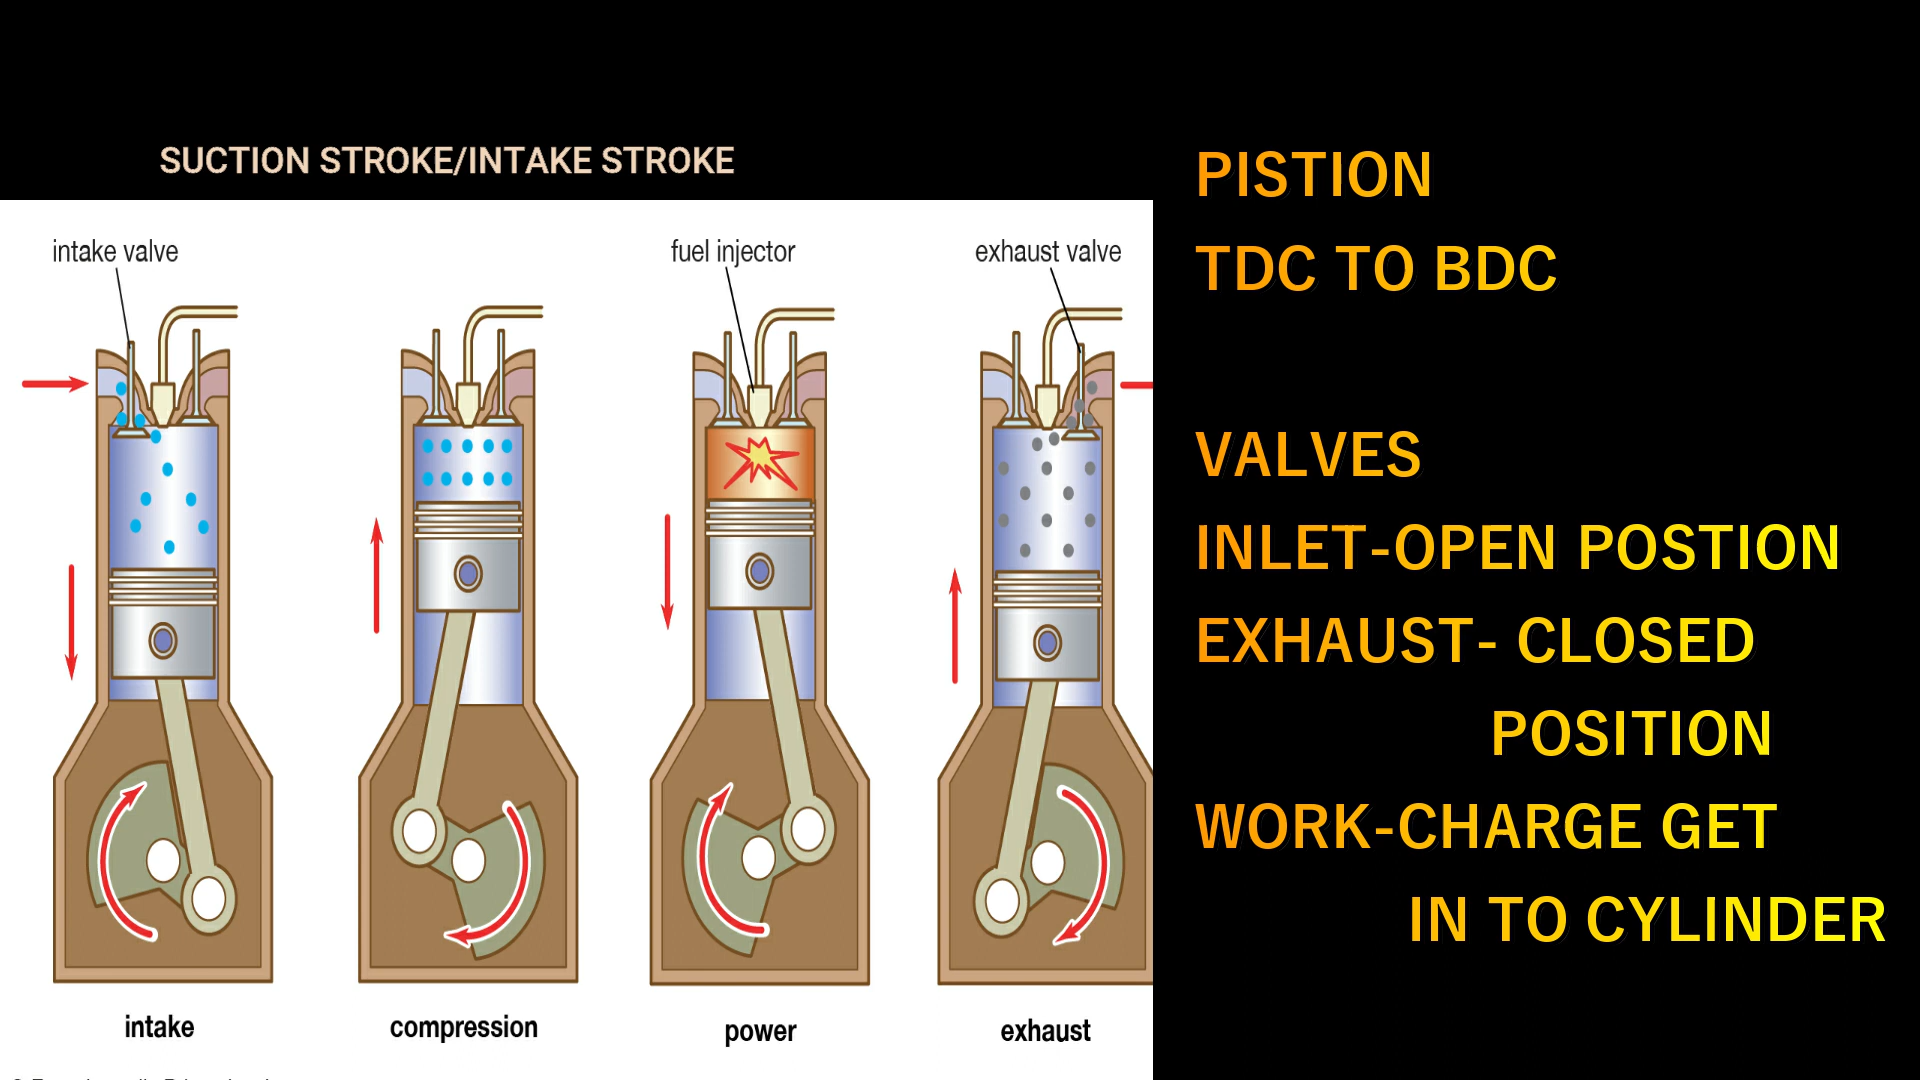 SUCTION STROKE/INTAKE STROKE
intake valve
fuel injector
exhaust valve
intake
compression
power
exhaust
PISTION
TDC TO BDC
VALVES
INLET-OPEN POSTION
EXHAUST- CLOSED
POSITION
WORK-CHARGE GET
IN TO CYLINDER